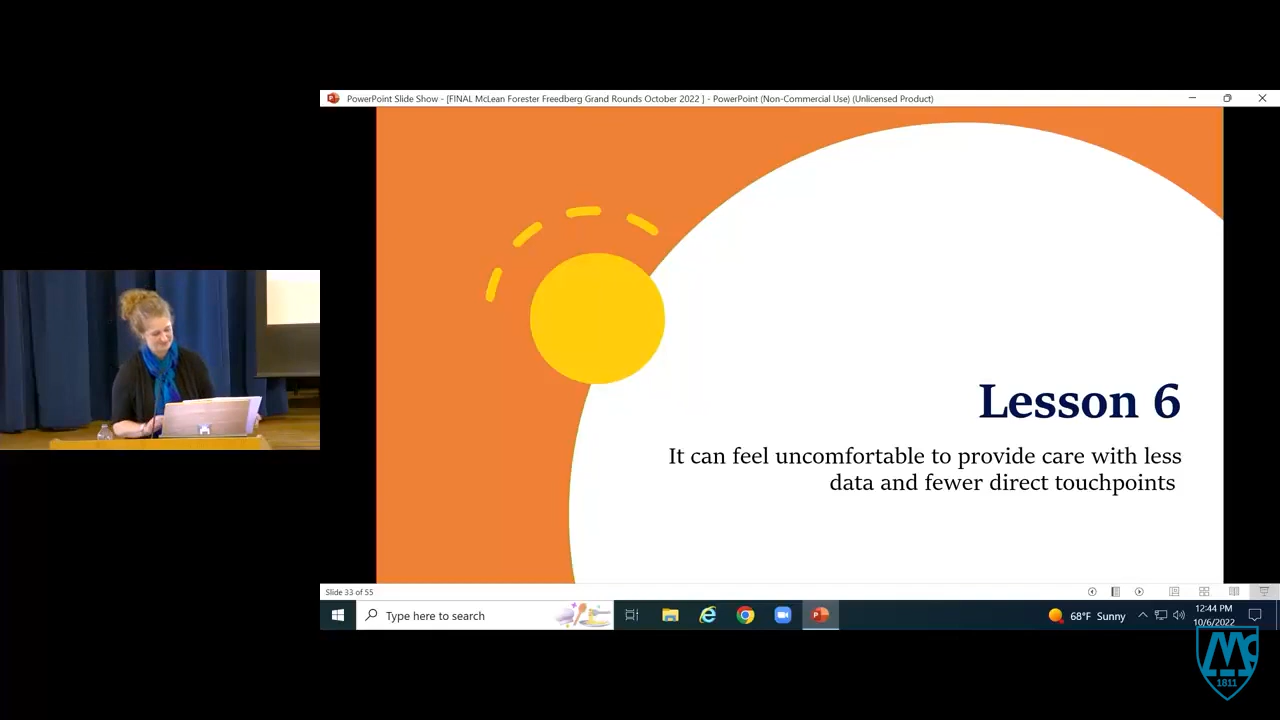 PowerPoint Slide Show - [FINAL McLean Forester Freedberg Grand Rounds October 2022 ] - PowerPoint (Non-Commercial Use) (Unlicensed Product)
Lesson 6
It can feel uncomfortable to provide care with less
data and fewer direct touchpoints
Slide 33 of 55
Type here to search
68°F Sunny
12:44 PM
10/6/2022
1811